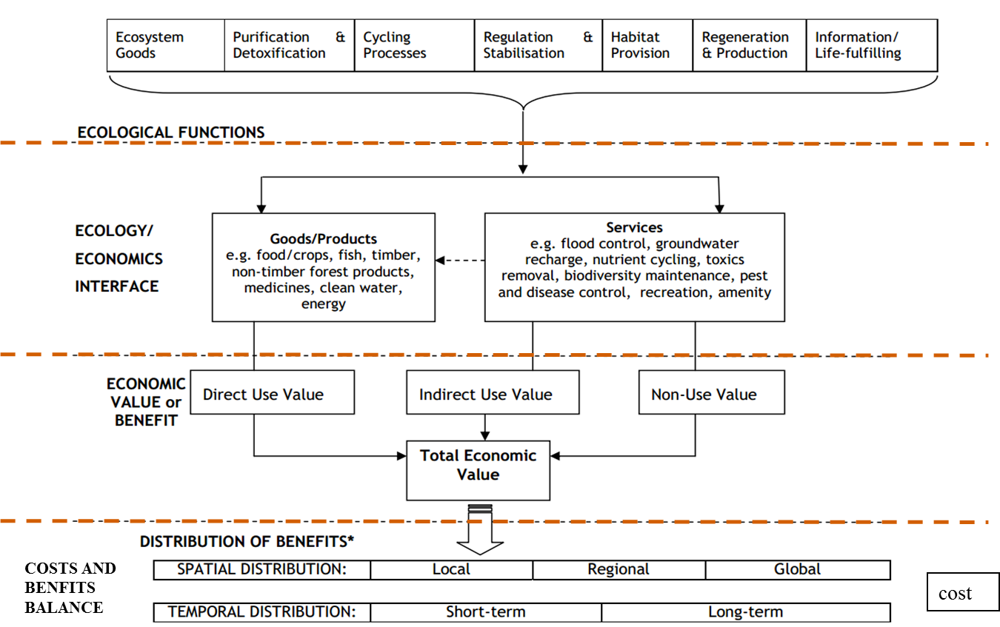 Ecosystem Goods
Purification & Detoxification
Cycling Processes
Regulation & Stabilisation
Habitat Provision
Regeneration & Production
Information/ Life-fulfilling
ECOLOGICAL FUNCTIONS
ECOLOGY/
ECONOMICS
INTERFACE
Goods/Products
e.g. food/crops, fish, timber,
non-timber forest products,
medicines, clean water,
energy
Services
e.g. flood control, groundwater
recharge, nutrient cycling, toxics
removal, biodiversity maintenance, pest
and disease control, recreation, amenity
ECONOMIC
VALUE or
BENEFIT
Direct Use Value
Indirect Use Value
Non-Use Value
Total Economic
Value
DISTRIBUTION OF BENEFITS*
COSTS AND
BENFITS
BALANCE
SPATIAL DISTRIBUTION: Local Regional Global
TEMPORAL DISTRIBUTION: Short-term Long-term
cost